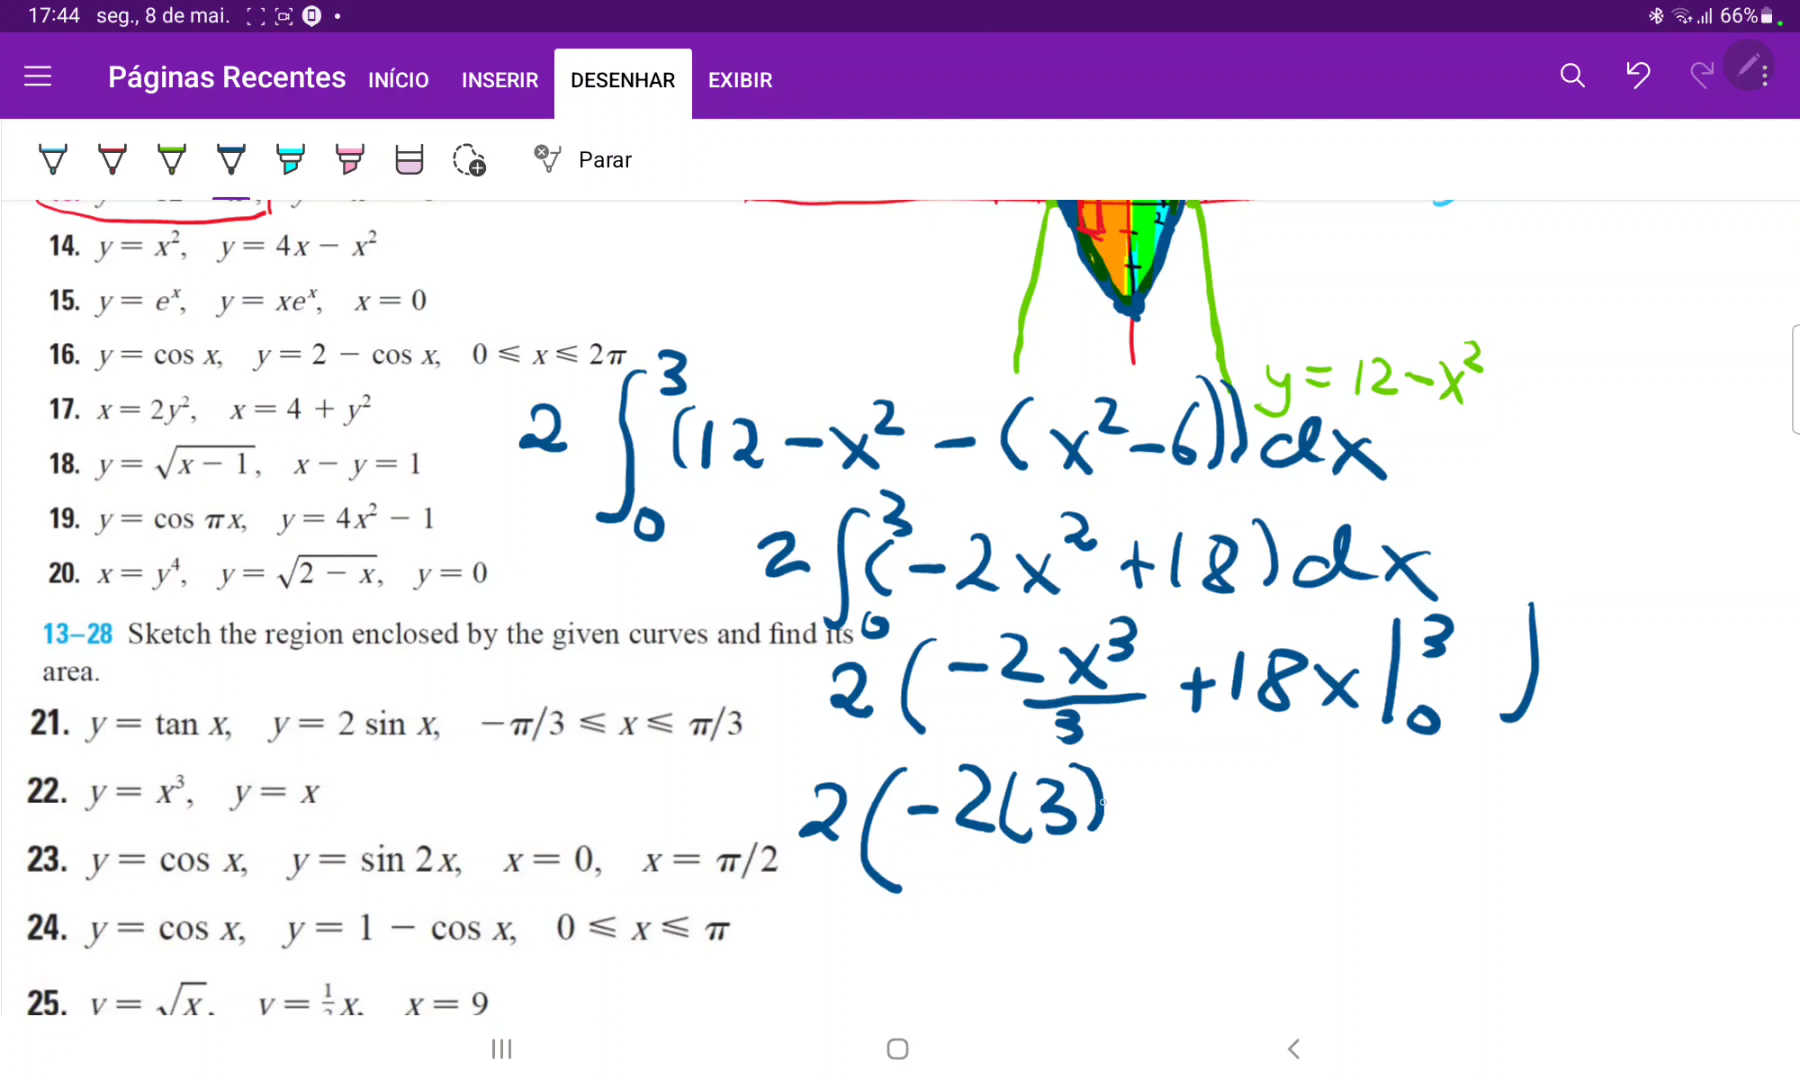 17:44 seg., 8 de mai. 66%
Páginas Recentes INÍCIO INSERIR DESENHAR EXIBIR
Parar
14. y = x², y = 4x − x²
15. y = eˣ, y = xeˣ, x = 0
16. y = cos x, y = 2 − cos x, 0 ⩽ x ⩽ 2π
17. x = 2y², x = 4 + y²
18. y = √(x − 1), x − y = 1
19. y = cos πx, y = 4x² − 1
20. x = y⁴, y = √(2 − x), y = 0
13–28 Sketch the region enclosed by the given curves and find its
area.
21. y = tan x, y = 2 sin x, −π/3 ⩽ x ⩽ π/3
22. y = x³, y = x
23. y = cos x, y = sin 2x, x = 0, x = π/2
24. y = cos x, y = 1 − cos x, 0 ⩽ x ⩽ π
25. y = √x, y = ½x, x = 9
y = 12 − x²
2 ∫₀³ (12 − x² − (x² − 6)) dx
2 ∫₀³ (−2x² + 18) dx
2 (−2x³/3 + 18x |₀³ )
2 (−2(3)